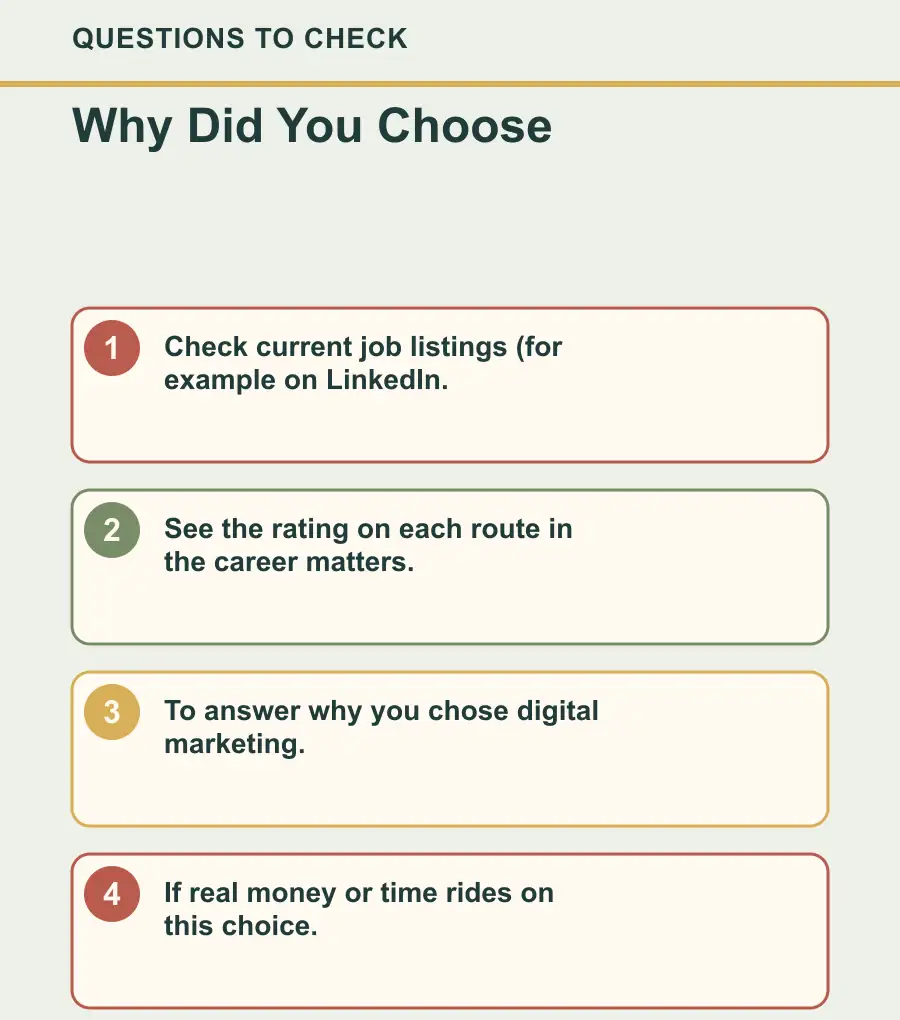 QUESTIONS TO CHECK
Why Did You Choose
1
Check current job listings (for
example on LinkedIn.
2
See the rating on each route in
the career matters.
3
To answer why you chose digital
marketing.
4
If real money or time rides on
this choice.